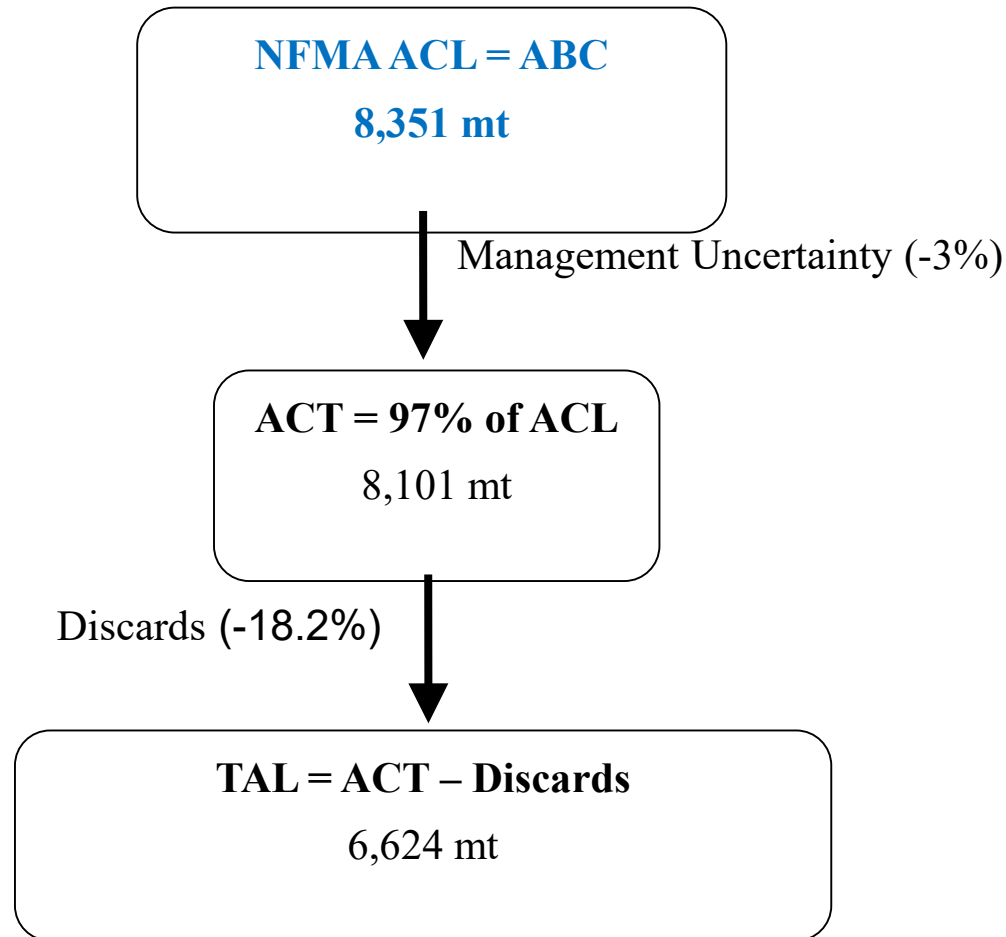 NFMA ACL = ABC
8,351 mt
Management Uncertainty (-3%)
ACT = 97% of ACL
8,101 mt
Discards (-18.2%)
TAL = ACT – Discards
6,624 mt